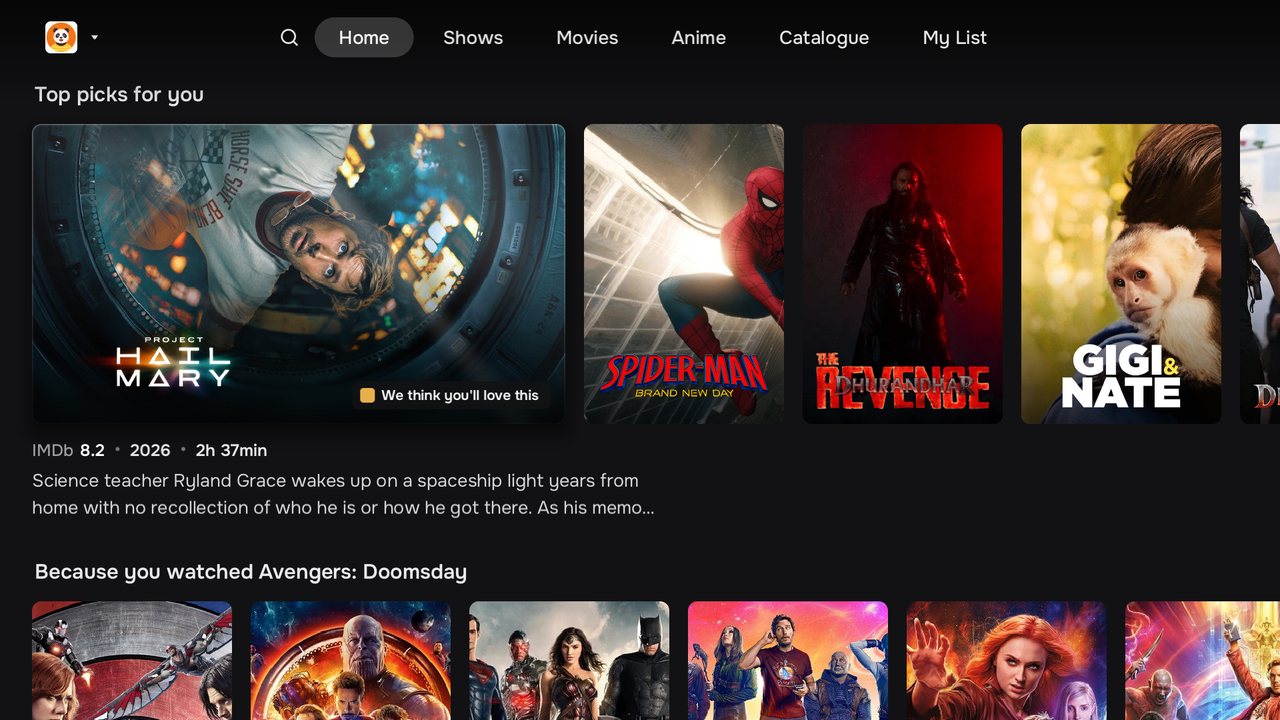 Home
Shows
Movies
Anime
Catalogue
My List
Top picks for you
HORSE SHOE BEND
PROJECT
HAIL
MARY
We think you'll love this
SPIDER-MAN
BRAND NEW DAY
THE
REVENGE
DHURANDHAR
GIGI &
NATE
IMDb 8.2 • 2026 • 2h 37min
Science teacher Ryland Grace wakes up on a spaceship light years from
home with no recollection of who he is or how he got there. As his memo...
Because you watched Avengers: Doomsday